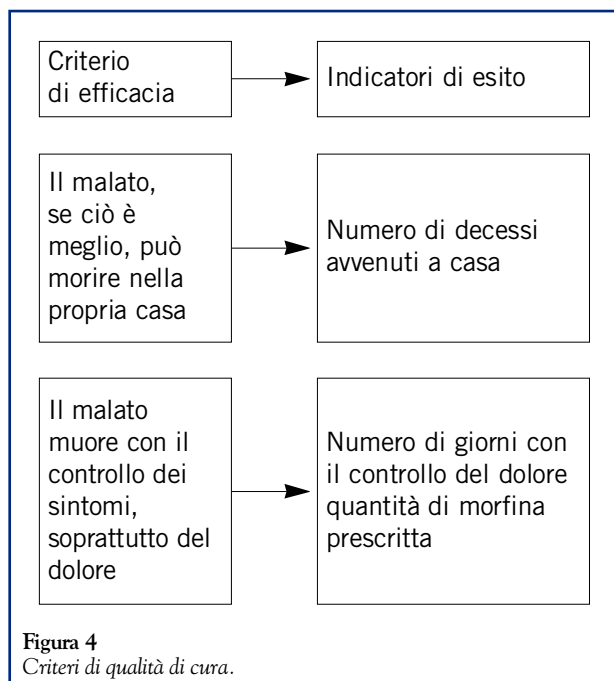 Criterio
di efficacia
Indicatori di esito
Il malato,
se ciò è
meglio, può
morire nella
propria casa
Numero di decessi
avvenuti a casa
Il malato
muore con il
controllo dei
sintomi,
soprattutto del
dolore
Numero di giorni con
il controllo del dolore
quantità di morfina
prescritta
Figura 4
Criteri di qualità di cura.